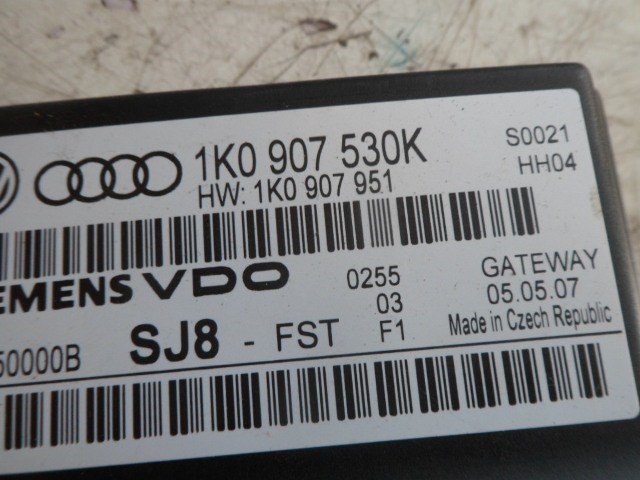 1K0 907 530K
HW: 1K0 907 951
S0021
HH04
VDO
0255
03
F1
GATEWAY
05.05.07
Made in Czech Republic
50000B
SJ8 - FST